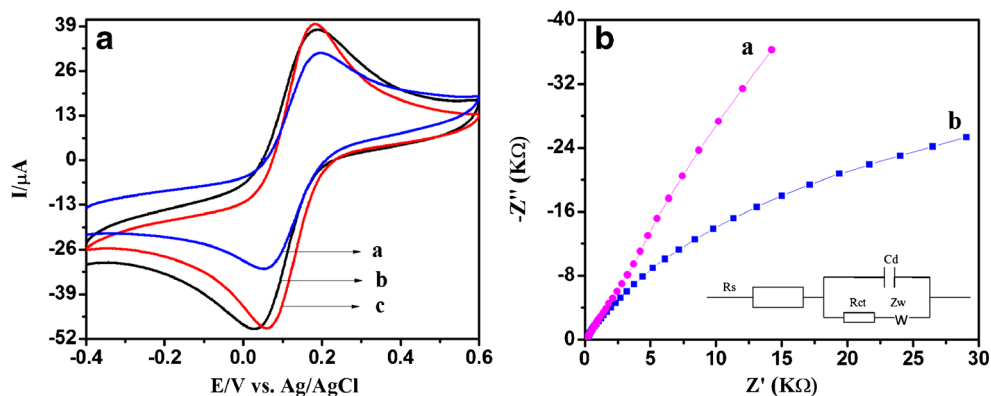 a
39
26
13
0
-13
-26
-39
-52
I/μA
a
b
c
-0.4 -0.2 0.0 0.2 0.4 0.6
E/V vs. Ag/AgCl
b
-40
-32
-24
-16
-8
0
-Z'' (KΩ)
a
b
Rs
Cd
Rct
Zw
W
0 5 10 15 20 25 30
Z' (KΩ)